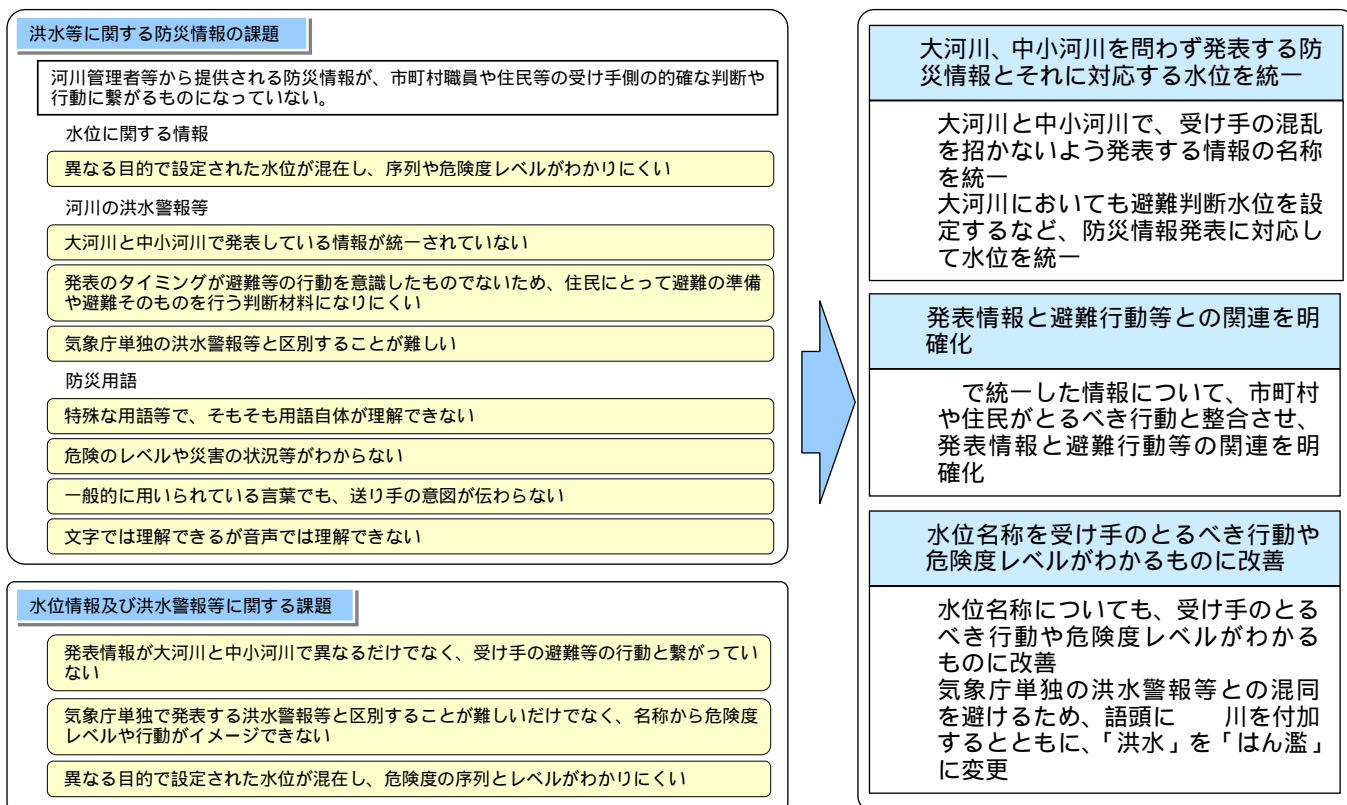 洪水等に関する防災情報の課題
河川管理者等から提供される防災情報が、市町村職員や住民等の受け手側の的確な判断や
行動に繋がるものになっていない。
水位に関する情報
異なる目的で設定された水位が混在し、序列や危険度レベルがわかりにくい
河川の洪水警報等
大河川と中小河川で発表している情報が統一されていない
発表のタイミングが避難等の行動を意識したものでないため、住民にとって避難の準備
や避難そのものを行う判断材料になりにくい
気象庁単独の洪水警報等と区別することが難しい
防災用語
特殊な用語等で、そもそも用語自体が理解できない
危険のレベルや災害の状況等がわからない
一般的に用いられている言葉でも、送り手の意図が伝わらない
文字では理解できるが音声では理解できない
水位情報及び洪水警報等に関する課題
発表情報が大河川と中小河川で異なるだけでなく、受け手の避難等の行動と繋がってい
ない
気象庁単独で発表する洪水警報等と区別することが難しいだけでなく、名称から危険度
レベルや行動がイメージできない
異なる目的で設定された水位が混在し、危険度の序列とレベルがわかりにくい
大河川、中小河川を問わず発表する防
災情報とそれに対応する水位を統一
大河川と中小河川で、受け手の混乱
を招かないよう発表する情報の名称
を統一
大河川においても避難判断水位を設
定するなど、防災情報発表に対応し
て水位を統一
発表情報と避難行動等との関連を明
確化
で統一した情報について、市町村
や住民がとるべき行動と整合させ、
発表情報と避難行動等の関連を明
確化
水位名称を受け手のとるべき行動や
危険度レベルがわかるものに改善
水位名称についても、受け手のとる
べき行動や危険度レベルがわかる
ものに改善
気象庁単独の洪水警報等との混同
を避けるため、語頭に　　川を付加
するとともに、「洪水」を「はん濫」
に変更